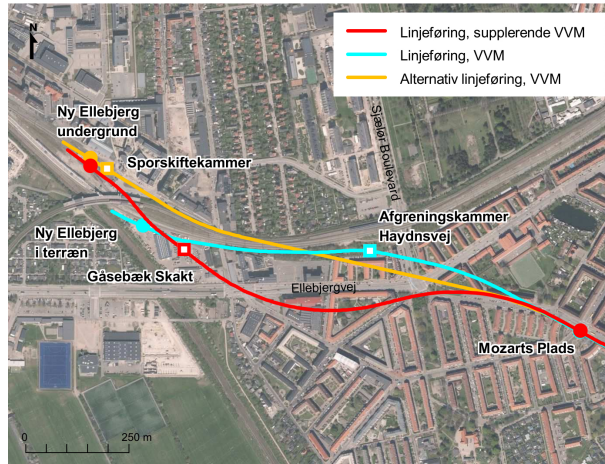 N
Linjeføring, supplerende VVM
Linjeføring, VVM
Alternativ linjeføring, VVM
Ny Ellebjerg
undergrund
Sporskiftekammer
Sjælør Boulevard
Afgreningskammer
Haydnsvej
Ny Ellebjerg
i terræn
Gåsebæk Skakt
Ellebjergvej
Mozarts Plads
0
250 m